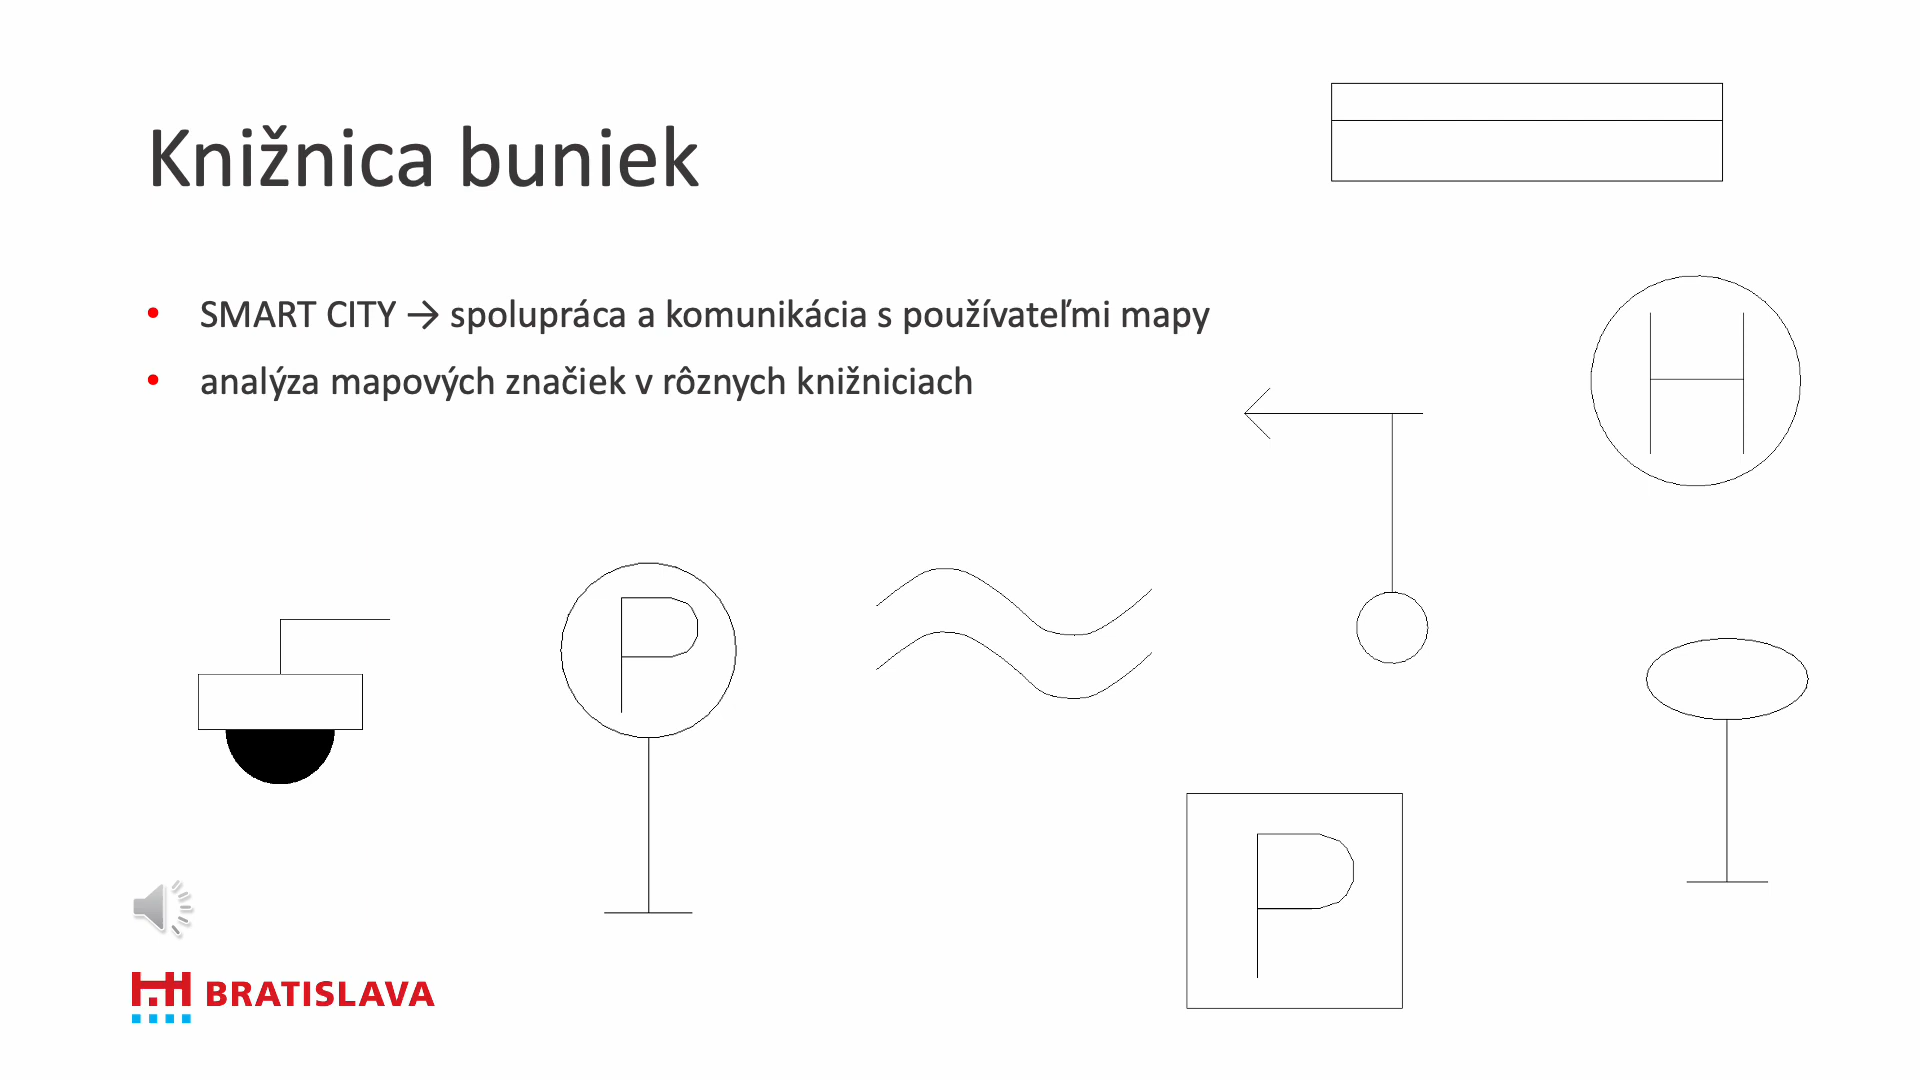 Knižnica buniek
• SMART CITY → spolupráca a komunikácia s používateľmi mapy
• analýza mapových značiek v rôznych knižniciach
H
P
P
BRATISLAVA